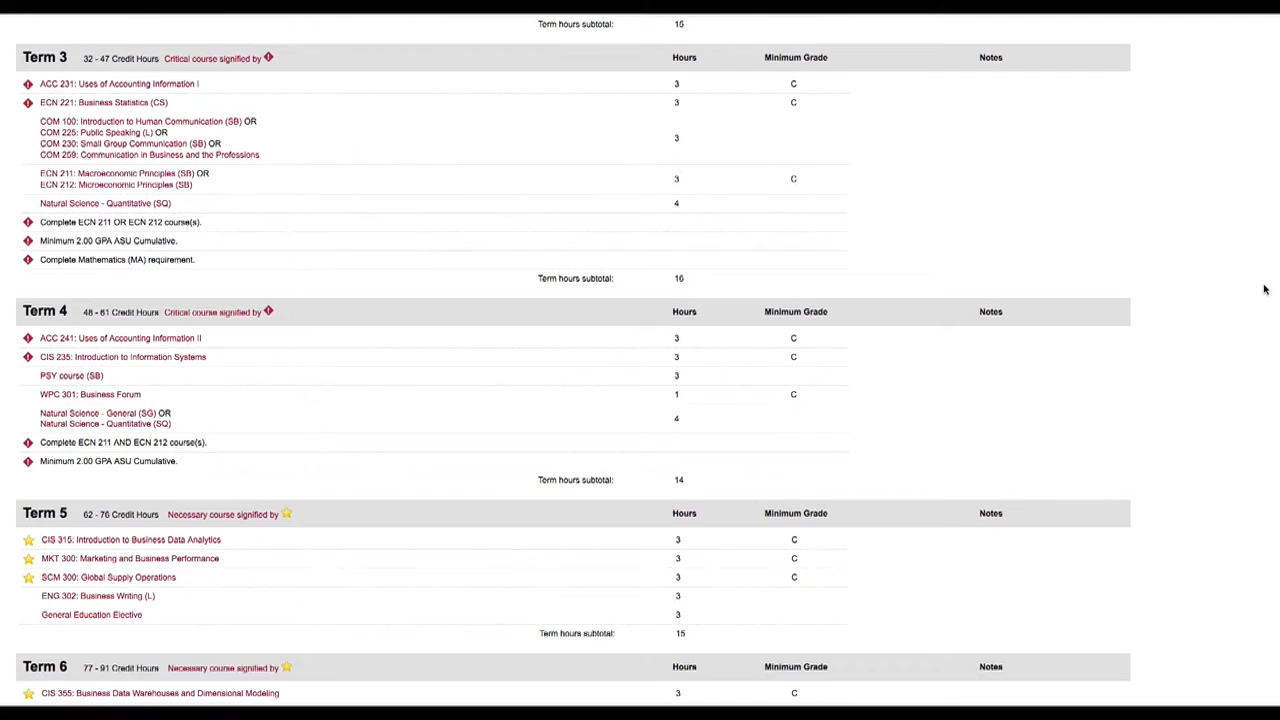 Term hours subtotal: 15
Term 3 32 - 47 Credit Hours Critical course signified by Hours Minimum Grade Notes
ACC 231: Uses of Accounting Information I 3 C
ECN 221: Business Statistics (CS) 3 C
COM 100: Introduction to Human Communication (SB) OR
COM 225: Public Speaking (L) OR
COM 230: Small Group Communication (SB) OR
COM 259: Communication in Business and the Professions
3
ECN 211: Macroeconomic Principles (SB) OR
ECN 212: Microeconomic Principles (SB)
3 C
Natural Science - Quantitative (SQ) 4
Complete ECN 211 OR ECN 212 course(s).
Minimum 2.00 GPA ASU Cumulative.
Complete Mathematics (MA) requirement.
Term hours subtotal: 16
Term 4 48 - 61 Credit Hours Critical course signified by Hours Minimum Grade Notes
ACC 241: Uses of Accounting Information II 3 C
CIS 235: Introduction to Information Systems 3 C
PSY course (SB) 3
WPC 301: Business Forum 1 C
Natural Science - General (SG) OR
Natural Science - Quantitative (SQ)
4
Complete ECN 211 AND ECN 212 course(s).
Minimum 2.00 GPA ASU Cumulative.
Term hours subtotal: 14
Term 5 62 - 76 Credit Hours Necessary course signified by Hours Minimum Grade Notes
CIS 315: Introduction to Business Data Analytics 3 C
MKT 300: Marketing and Business Performance 3 C
SCM 300: Global Supply Operations 3 C
ENG 302: Business Writing (L) 3
General Education Elective 3
Term hours subtotal: 15
Term 6 77 - 91 Credit Hours Necessary course signified by Hours Minimum Grade Notes
CIS 355: Business Data Warehouses and Dimensional Modeling 3 C